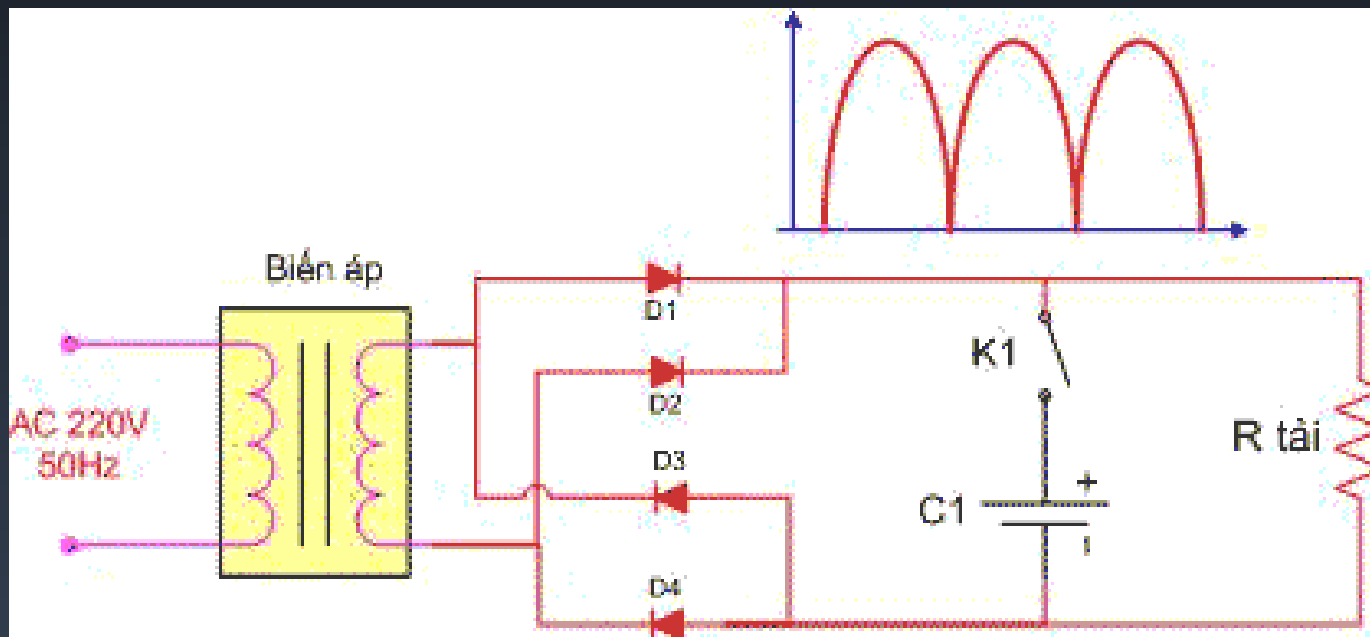 Biến áp
D1
K1
D2
AC 220V
50Hz
D3
R tải
+
C1
D4